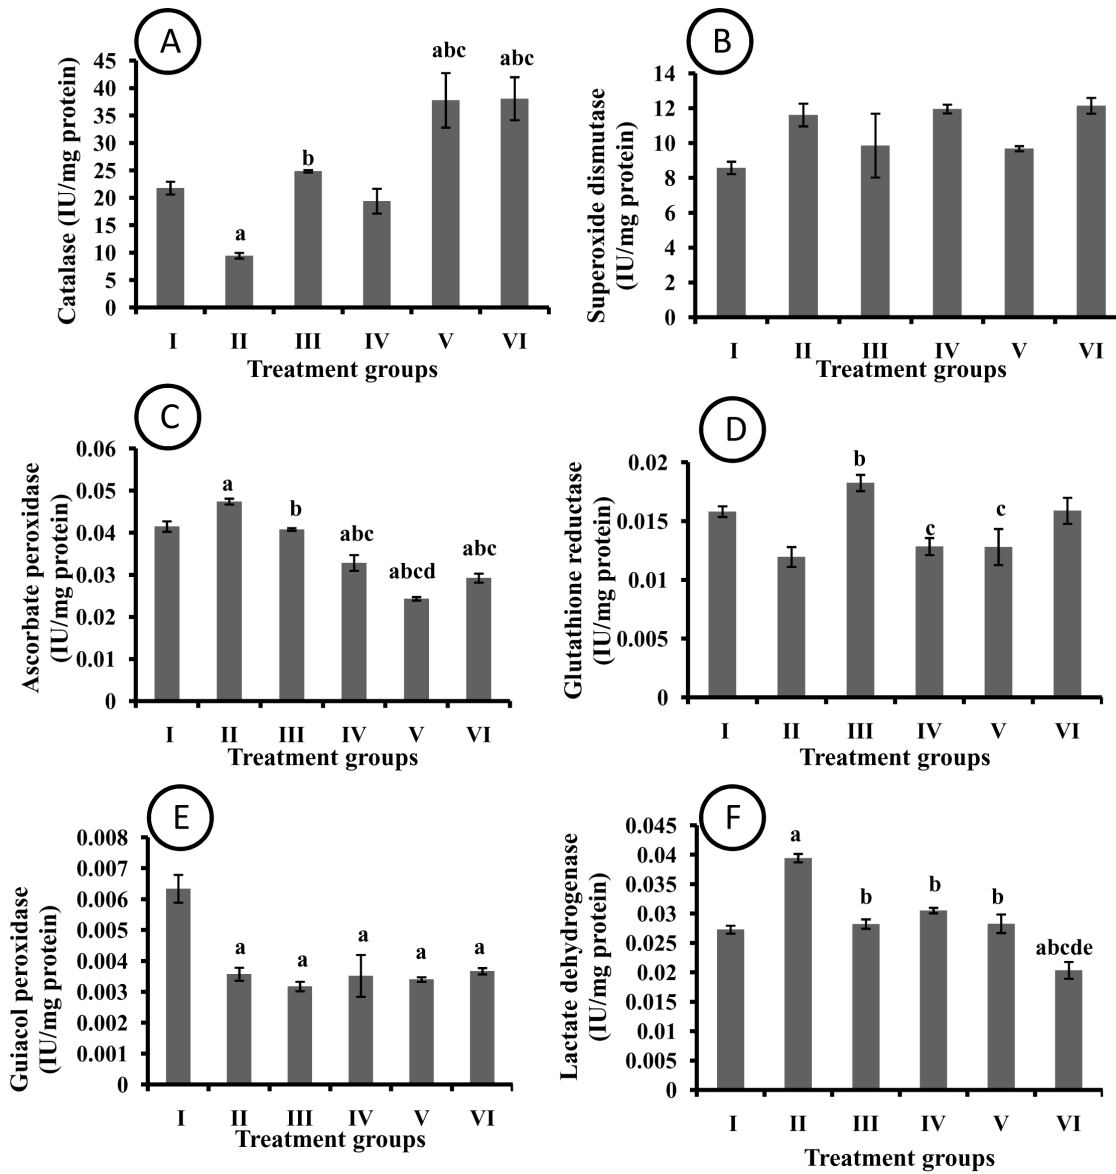 A
Catalase (IU/mg protein)
45
40
35
30
25
20
15
10
5
0
a
b
abc
abc
I II III IV V VI
Treatment groups
B
Superoxide dismutase
(IU/mg protein)
14
12
10
8
6
4
2
0
I II III IV V VI
Treatment groups
C
Ascorbate peroxidase
(IU/mg protein)
0.06
0.05
0.04
0.03
0.02
0.01
0
a
b
abc
abcd
abc
I II III IV V VI
Treatment groups
D
Glutathione reductase
(IU/mg protein)
0.02
0.015
0.01
0.005
0
b
c
c
I II III IV V VI
Treatment groups
E
Guiacol peroxidase
(IU/mg protein)
0.008
0.007
0.006
0.005
0.004
0.003
0.002
0.001
0
a
a
a
a
a
I II III IV V VI
Treatment groups
F
Lactate dehydrogenase
(IU/mg protein)
0.045
0.04
0.035
0.03
0.025
0.02
0.015
0.01
0.005
0
a
b
b
b
abcde
I II III IV V VI
Treatment groups